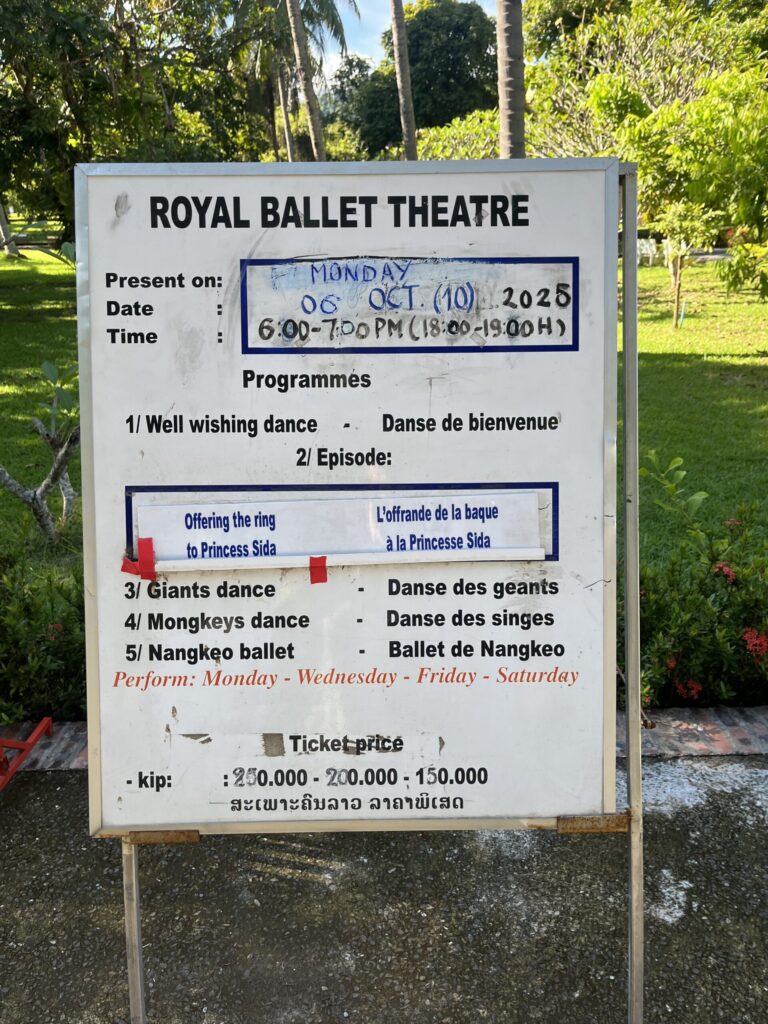 ROYAL BALLET THEATRE
Present on: MONDAY
Date : 06 OCT. (10) 2025
Time : 6:00-7:00 PM (18:00-19:00 H)
Programmes
1/ Well wishing dance - Danse de bienvenue
2/ Episode:
Offering the ring L'offrande de la baque
to Princess Sida à la Princesse Sida
3/ Giants dance - Danse des geants
4/ Mongkeys dance - Danse des singes
5/ Nangkeo ballet - Ballet de Nangkeo
Perform: Monday - Wednesday - Friday - Saturday
Ticket price
- kip: : 250.000 - 200.000 - 150.000
ສະເພາະຄົນລາວ ລາຄາພິເສດ